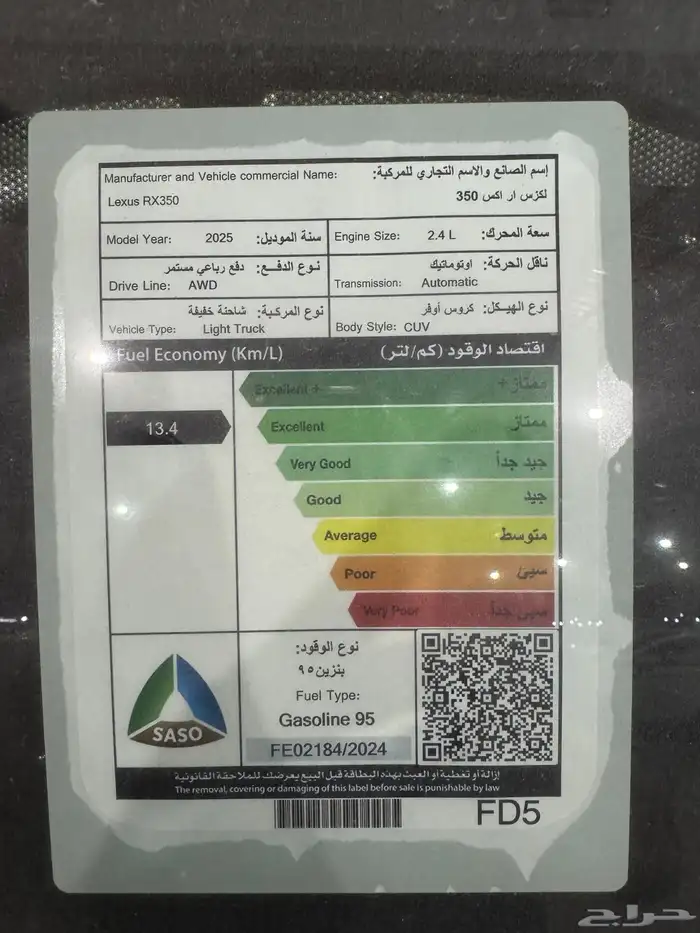 Manufacturer and Vehicle commercial Name: إسم الصانع والاسم التجاري للمركبة:
Lexus RX350 لكزس ار اكس 350
Model Year: 2025 سنة الموديل: Engine Size: 2.4 L سعة المحرك:
نوع الدفع: دفع رباعي مستمر
Drive Line: AWD
ناقل الحركة: اوتوماتيك
Transmission: Automatic
نوع المركبة: شاحنة خفيفة
Vehicle Type: Light Truck
نوع الهيكل: كروس أوفر
Body Style: CUV
Fuel Economy (Km/L) اقتصاد الوقود (كم/لتر)
Excellent + ممتاز +
13.4 Excellent ممتاز
Very Good جيد جداً
Good جيد
Average متوسط
Poor سيئ
Very Poor سيئ جداً
SASO
نوع الوقود:
بنزين ٩٥
Fuel Type:
Gasoline 95
FE02184/2024
إزالة أو تغطية أو العبث بهذه البطاقة قبل البيع يعرضك للملاحقة القانونية
The removal, covering or damaging of this label before sale is punishable by law
FD5
حراج